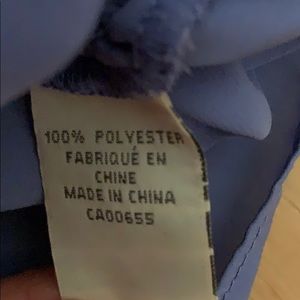 100% POLYESTER
FABRIQUÉ EN
CHINE
MADE IN CHINA
CA00655